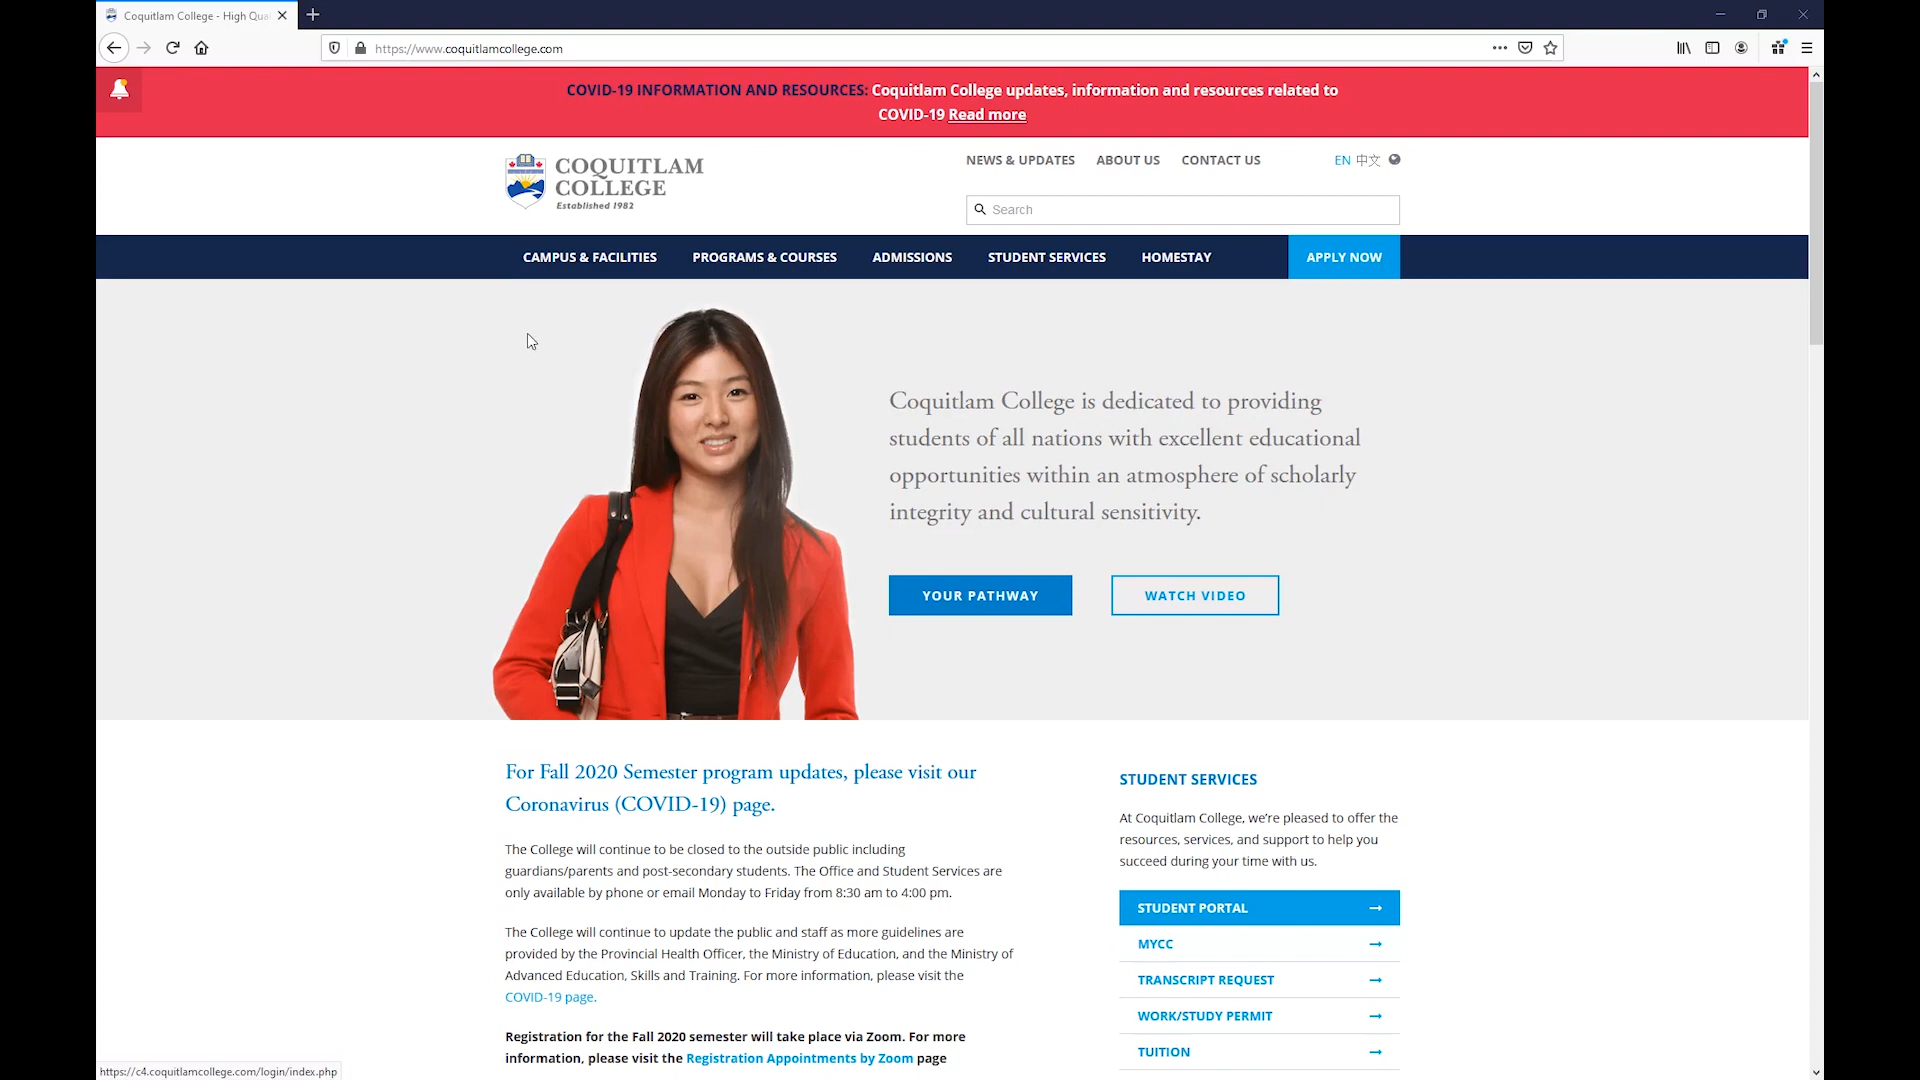 Coquitlam College - High Qua
https://www.coquitlamcollege.com
COVID-19 INFORMATION AND RESOURCES: Coquitlam College updates, information and resources related to
COVID-19 Read more
COQUITLAM
COLLEGE
Established 1982
NEWS & UPDATES ABOUT US CONTACT US EN 中文
Search
CAMPUS & FACILITIES PROGRAMS & COURSES ADMISSIONS STUDENT SERVICES HOMESTAY APPLY NOW
Coquitlam College is dedicated to providing
students of all nations with excellent educational
opportunities within an atmosphere of scholarly
integrity and cultural sensitivity.
YOUR PATHWAY WATCH VIDEO
For Fall 2020 Semester program updates, please visit our
Coronavirus (COVID-19) page.
The College will continue to be closed to the outside public including
guardians/parents and post-secondary students. The Office and Student Services are
only available by phone or email Monday to Friday from 8:30 am to 4:00 pm.
The College will continue to update the public and staff as more guidelines are
provided by the Provincial Health Officer, the Ministry of Education, and the Ministry of
Advanced Education, Skills and Training. For more information, please visit the
COVID-19 page.
Registration for the Fall 2020 semester will take place via Zoom. For more
information, please visit the Registration Appointments by Zoom page
STUDENT SERVICES
At Coquitlam College, we're pleased to offer the
resources, services, and support to help you
succeed during your time with us.
STUDENT PORTAL
MYCC
TRANSCRIPT REQUEST
WORK/STUDY PERMIT
TUITION
https://c4.coquitlamcollege.com/login/index.php